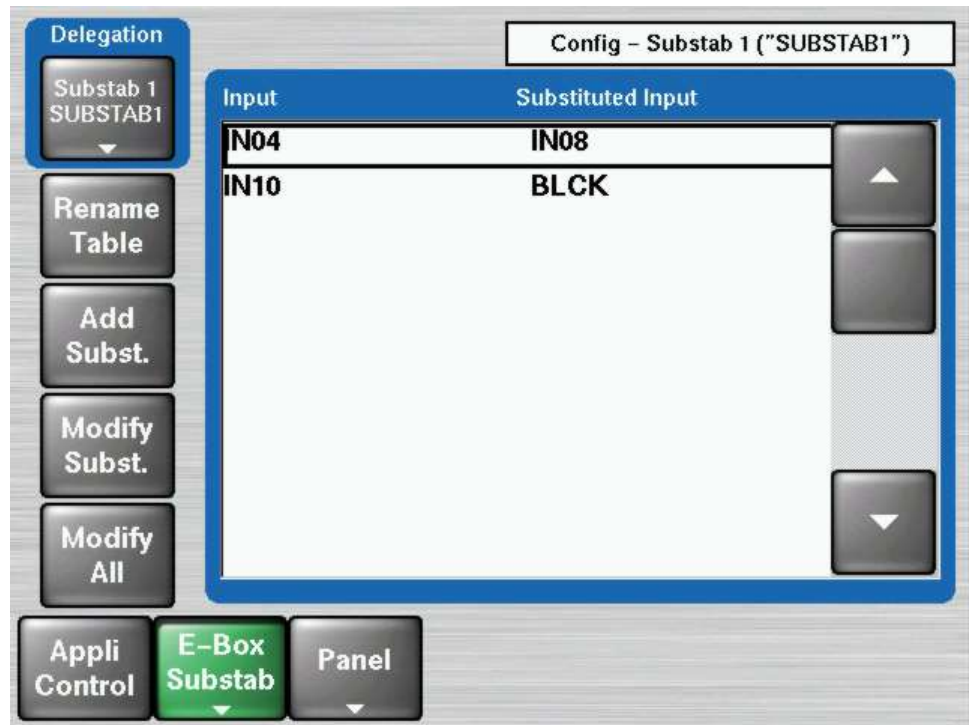 Delegation
Config – Substab 1 ("SUBSTAB1")
Substab 1
SUBSTAB1
Input Substituted Input
IN04 IN08
IN10 BLCK
Rename
Table
Add
Subst.
Modify
Subst.
Modify
All
Appli
Control
E–Box
Substab
Panel